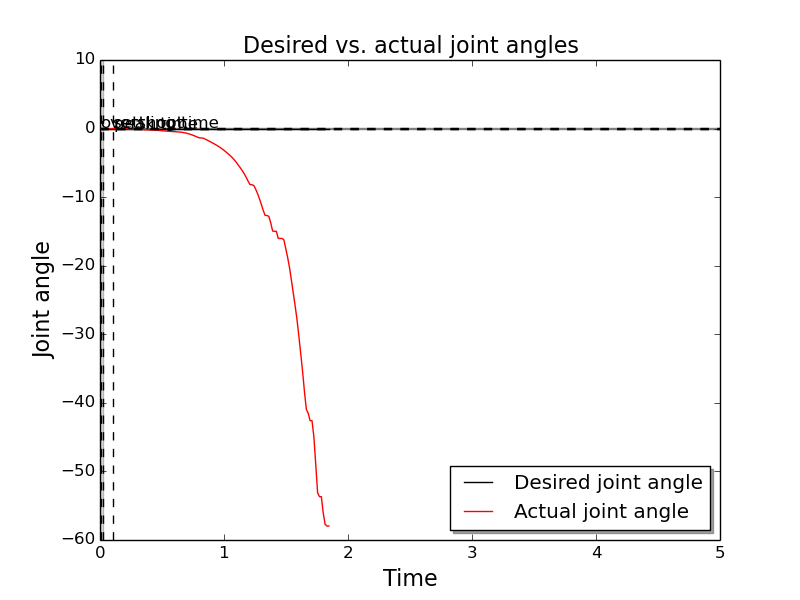 Desired vs. actual joint angles
10
0
−10
−20
−30
−40
−50
−60
Joint angle
0 1 2 3 4 5
Time
Desired joint angle
Actual joint angle